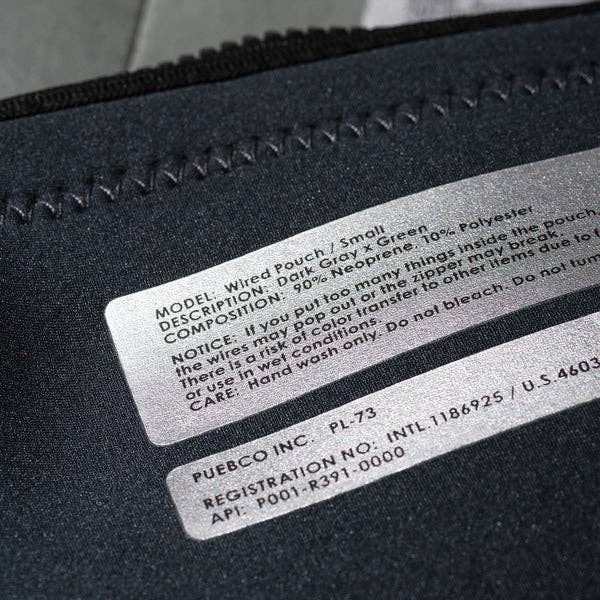 MODEL: Wired Pouch / Small
DESCRIPTION: Dark Gray x Green
COMPOSITION: 90% Neoprene. 10% Polyester
NOTICE: If you put too many things inside the pouch,
the wires may pop out or the zipper may break.
There is a risk of color transfer to other items due to
or use in wet conditions.
CARE: Hand wash only. Do not bleach. Do not
PUEBCO INC. PL-73
REGISTRATION NO: INTL.1186925 / U.S.4603
API: P001-R391-0000